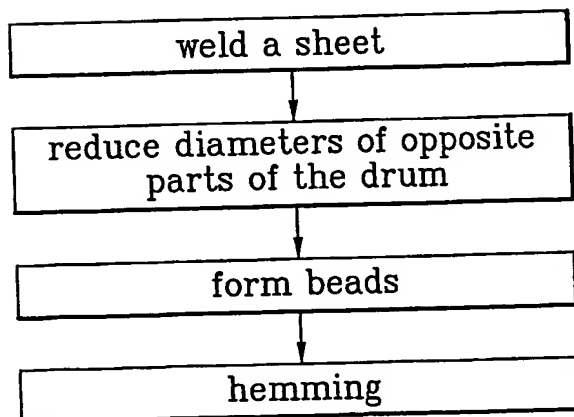 weld a sheet
reduce diameters of opposite
parts of the drum
form beads
hemming